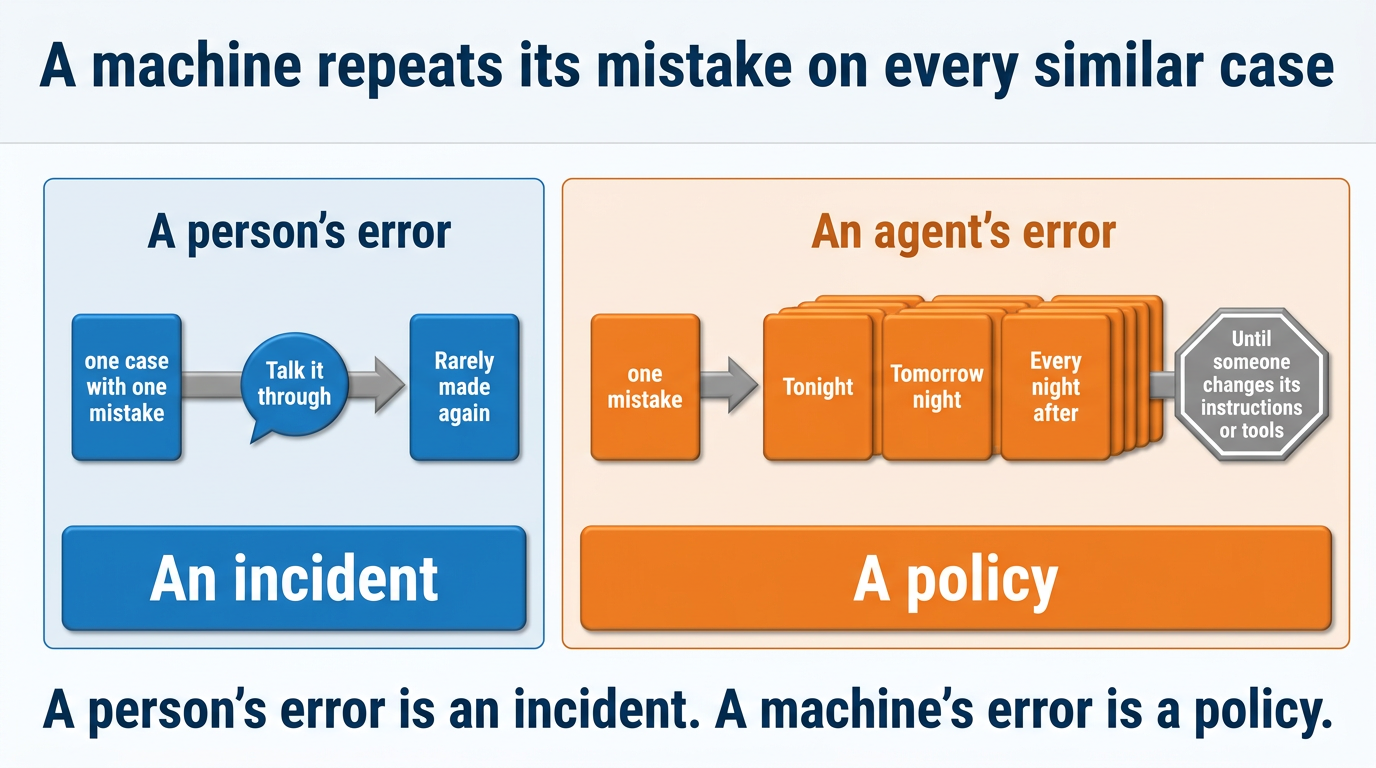 A machine repeats its mistake on every similar case
A person’s error
one case
with one
mistake
Talk it
through
Rarely
made
again
An incident
An agent’s error
one
mistake
Tonight
Tomorrow
night
Every
night
after
Until
someone
changes its
instructions
or tools
A policy
A person’s error is an incident. A machine’s error is a policy.